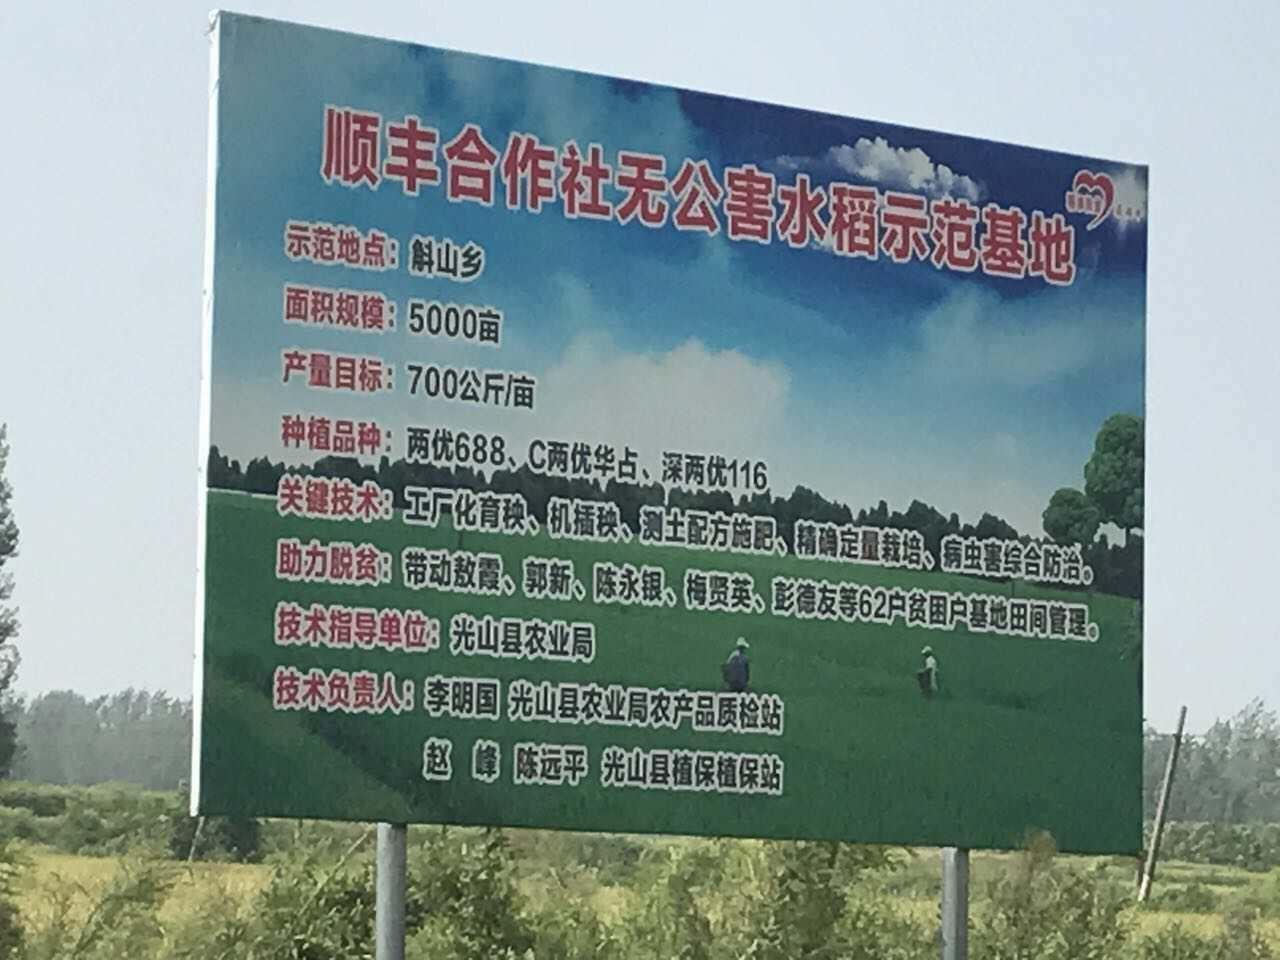 顺丰合作社无公害水稻示范基地
示范地点：斛山乡
面积规模：5000亩
产量目标：700公斤/亩
种植品种：两优688、C两优华占、深两优116
关键技术：工厂化育秧、机插秧、测土配方施肥、精确定量栽培、病虫害综合防治。
助力脱贫：带动敖霞、郭新、陈永银、梅贤英、彭德友等62户贫困户基地田间管理。
技术指导单位：光山县农业局
技术负责人：李明国 光山县农业局农产品质检站
赵 峰 陈远平 光山县植保植保站